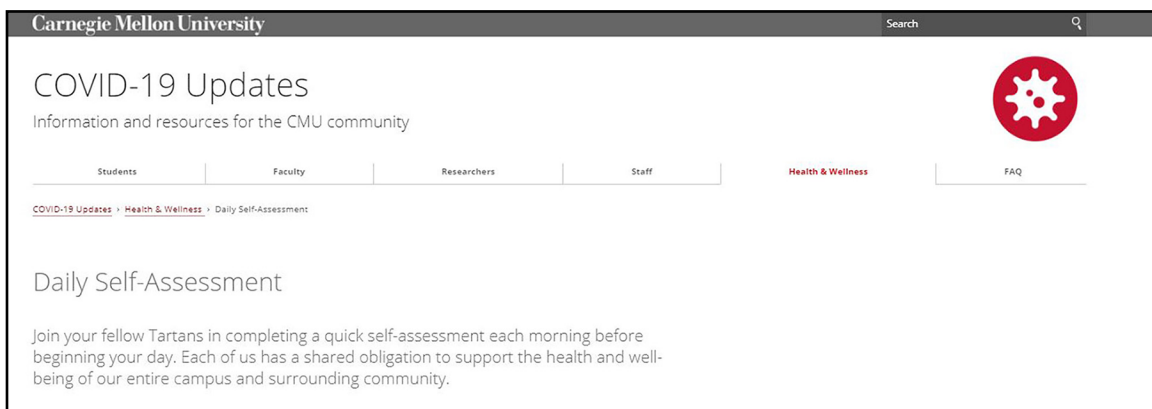 Carnegie Mellon University
Search
COVID-19 Updates
Information and resources for the CMU community
Students Faculty Researchers Staff Health & Wellness FAQ
COVID-19 Updates › Health & Wellness › Daily Self-Assessment
Daily Self-Assessment
Join your fellow Tartans in completing a quick self-assessment each morning before
beginning your day. Each of us has a shared obligation to support the health and well-
being of our entire campus and surrounding community.